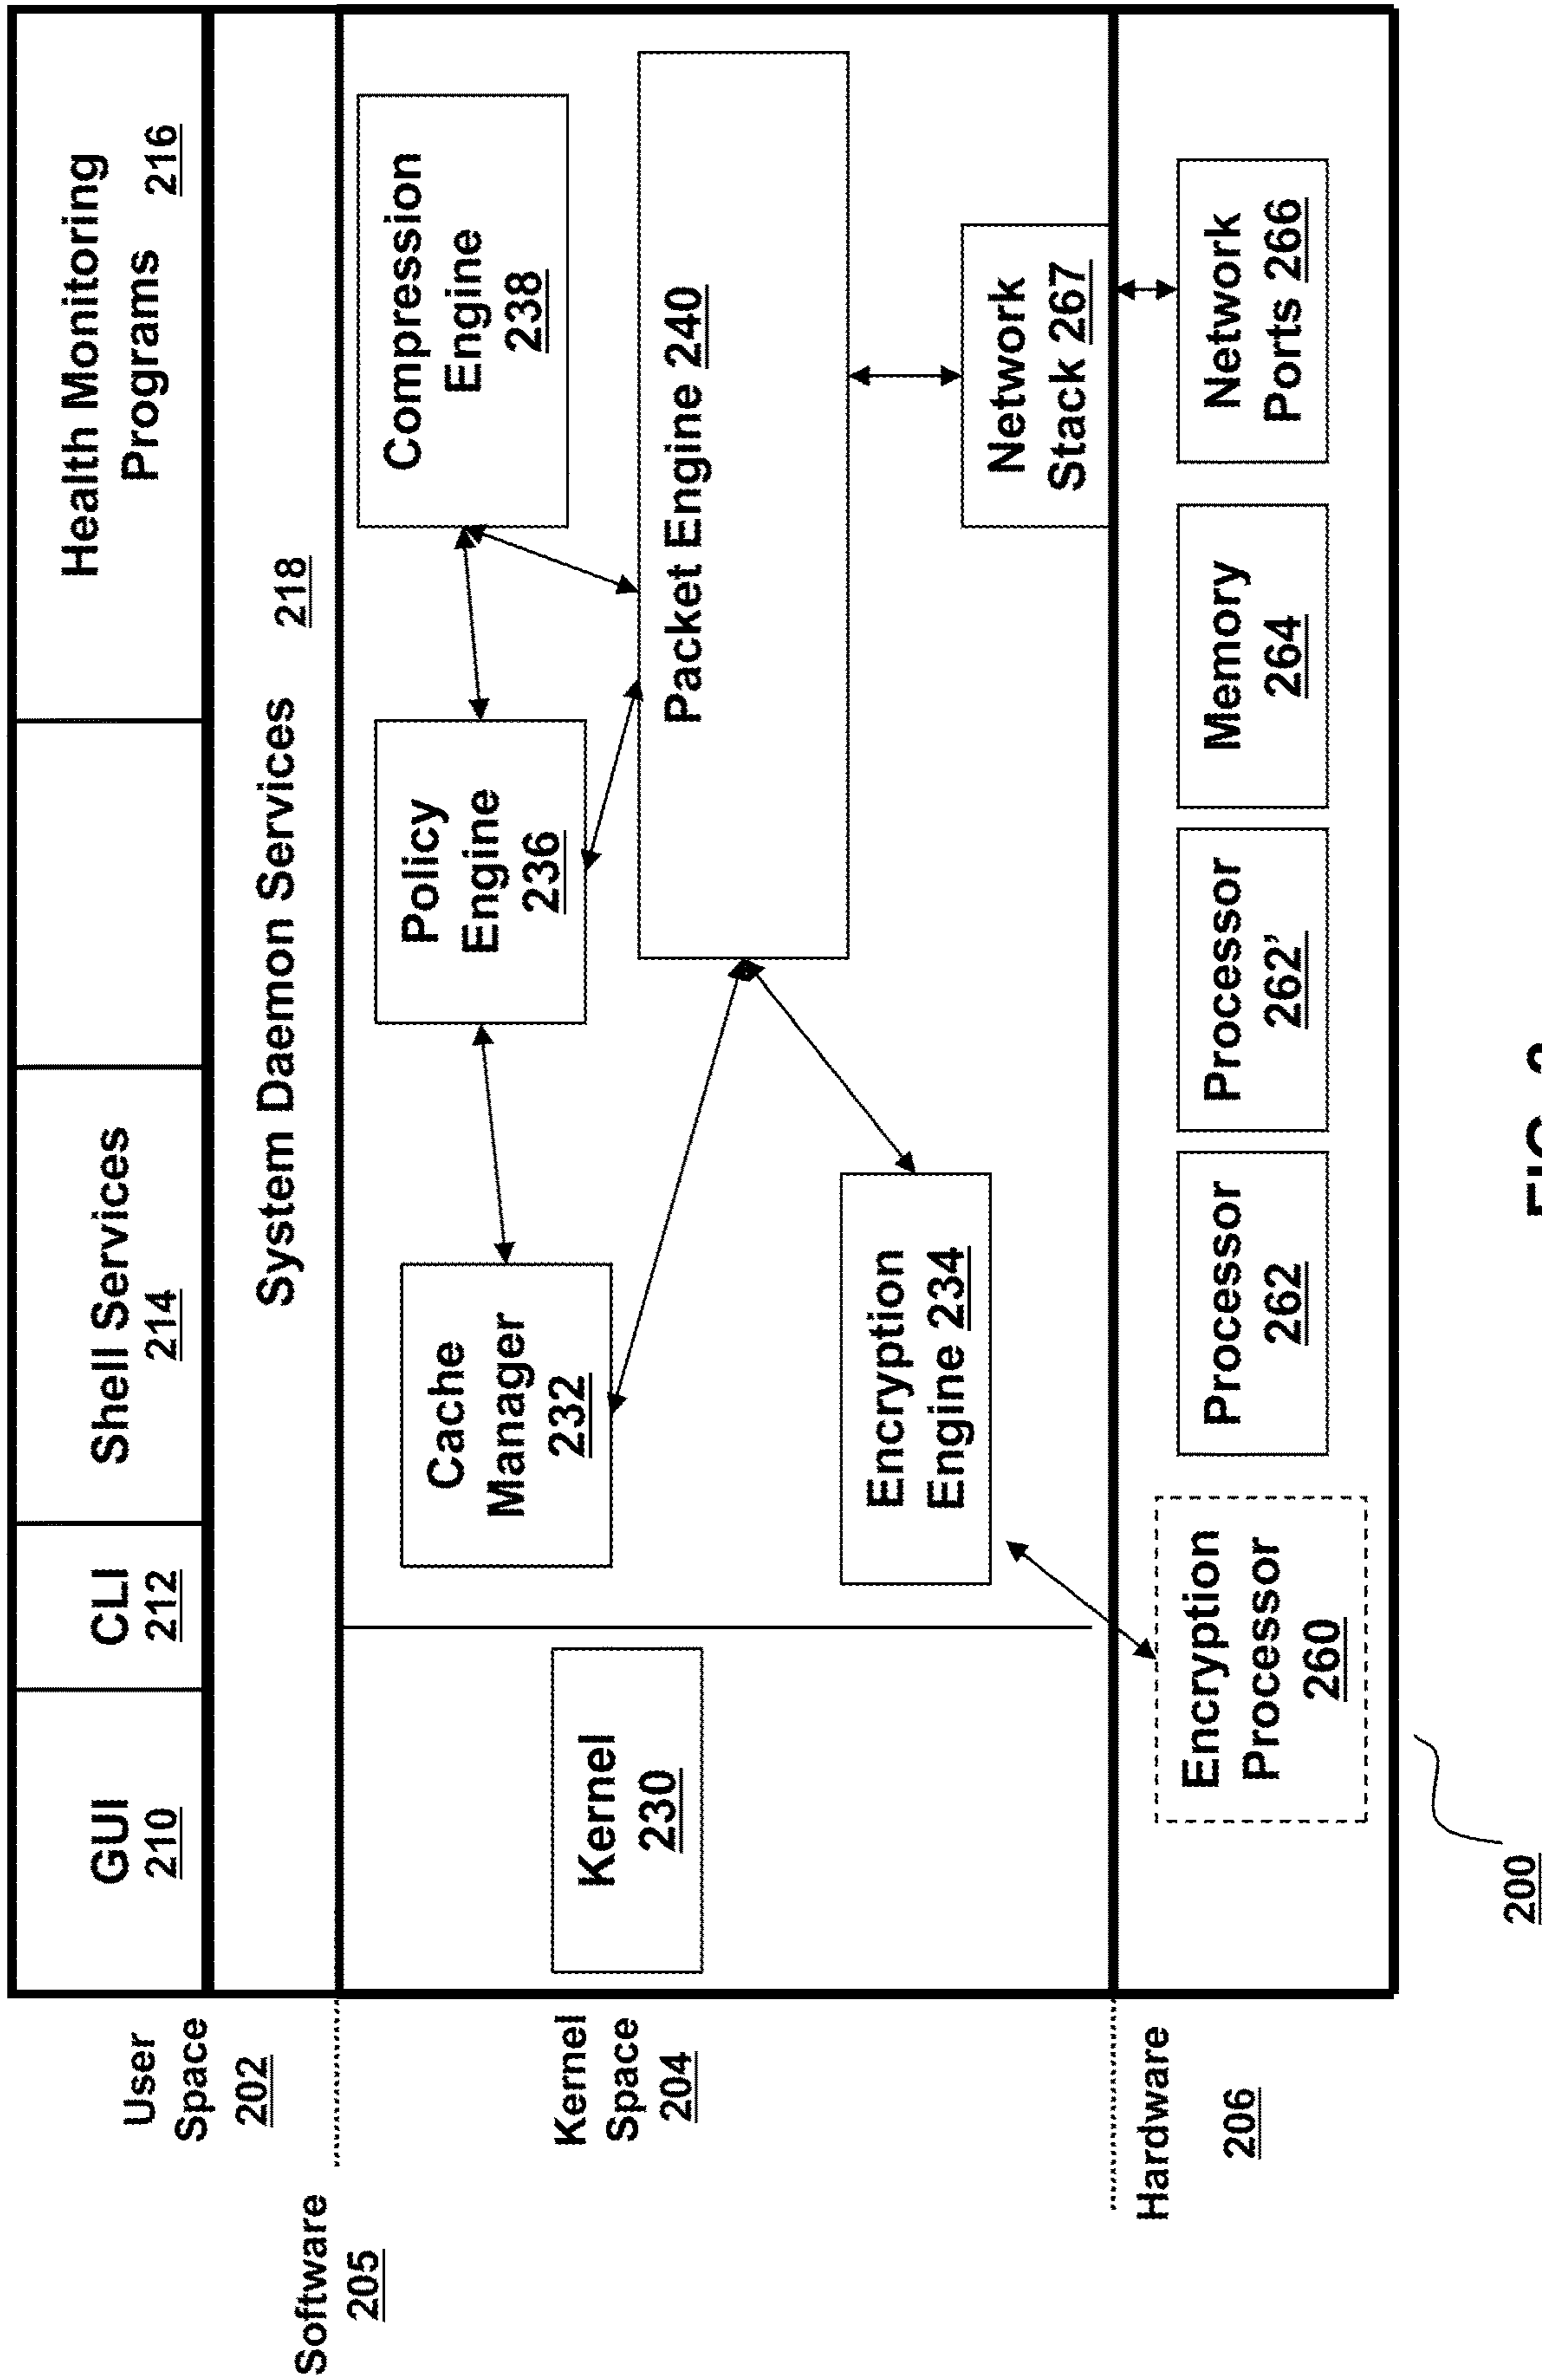 GUI
210
CLI
212
Shell Services
214
Health Monitoring
Programs 216
System Daemon Services 218
User
Space
202
Software
205
Kernel
Space
204
Kernel
230
Cache
Manager
232
Policy
Engine
236
Compression
Engine
238
Packet Engine 240
Encryption
Engine 234
Network
Stack 267
Hardware
206
Encryption
Processor
260
Processor
262
Processor
262’
Memory
264
Network
Ports 266
200